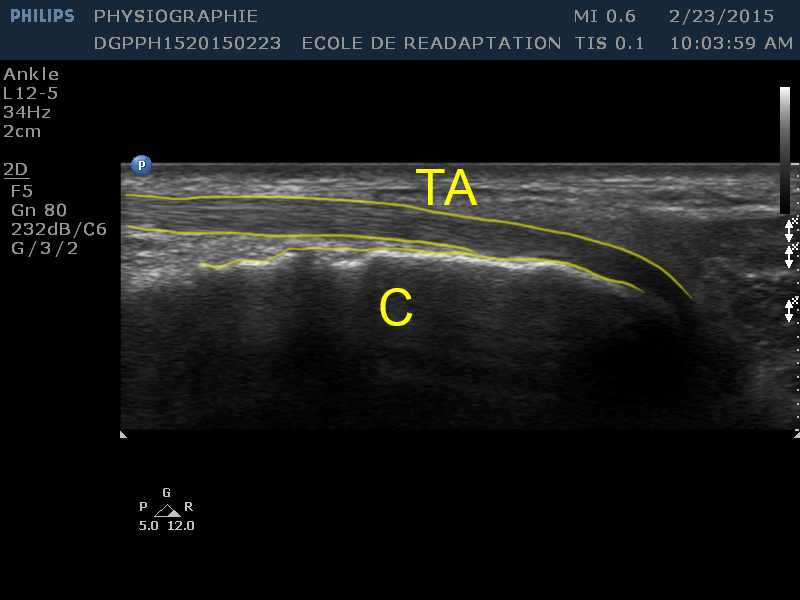 PHILIPS PHYSIOGRAPHIE MI 0.6 2/23/2015
DGPPH1520150223 ECOLE DE READAPTATION TIS 0.1 10:03:59 AM
Ankle
L12-5
34Hz
2cm
2D
F5
Gn 80
232dB/C6
G/3/2
P
TA
C
G
P R
5.0 12.0